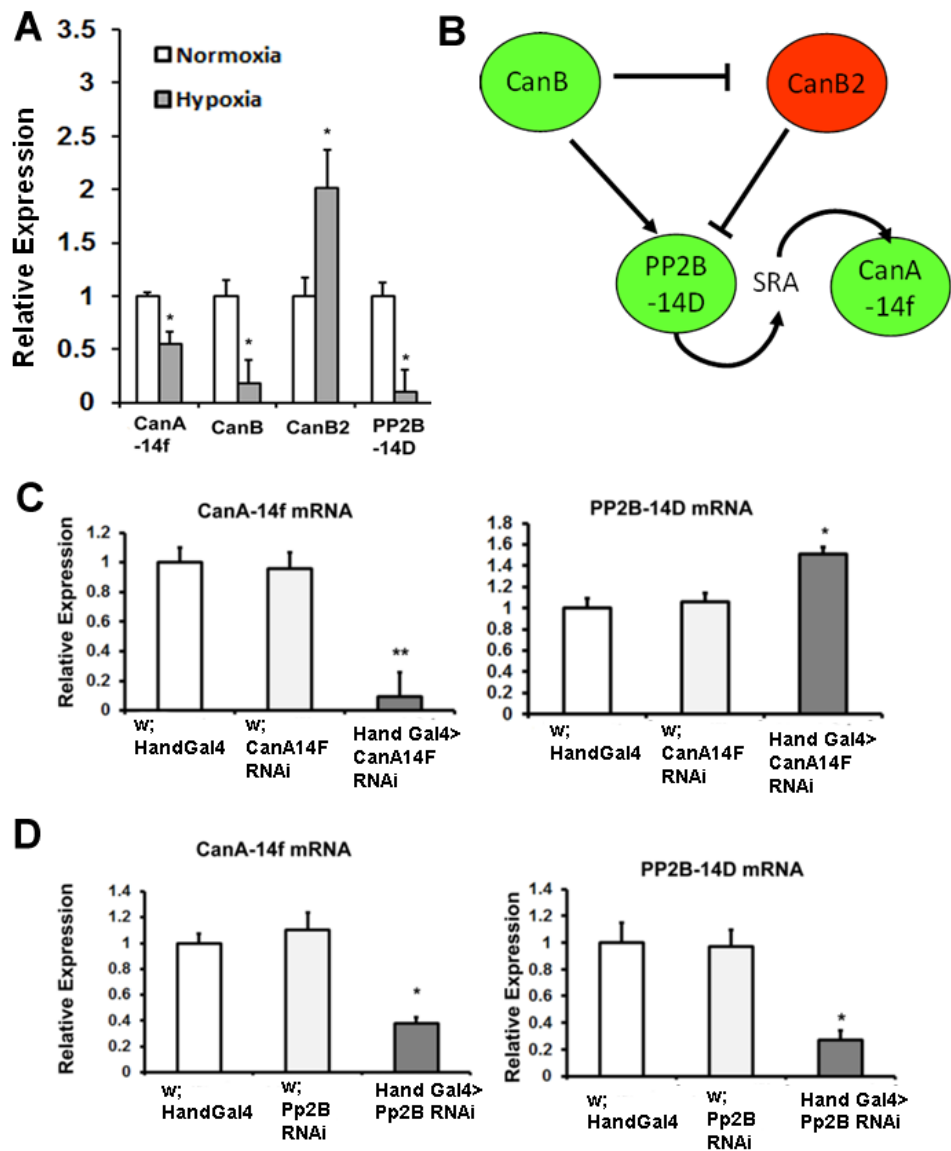 A
Relative Expression
3.5
3
2.5
2
1.5
1
0.5
0
Normoxia
Hypoxia
*
*
*
*
CanA
-14f
CanB
CanB2
PP2B
-14D
B
CanB
CanB2
PP2B
-14D
SRA
CanA
-14f
C
CanA-14f mRNA
Relative Expression
1.2
1
0.8
0.6
0.4
0.2
0
**
w;
HandGal4
w;
CanA14F
RNAi
Hand Gal4>
CanA14F
RNAi
PP2B-14D mRNA
Relative Expression
1.8
1.6
1.4
1.2
1
0.8
0.6
0.4
0.2
0
*
w;
HandGal4
w;
CanA14F
RNAi
Hand Gal4>
CanA14F
RNAi
D
CanA-14f mRNA
Relative Expression
1.4
1.2
1
0.8
0.6
0.4
0.2
0
*
w;
HandGal4
w;
Pp2B
RNAi
Hand Gal4>
Pp2B RNAi
PP2B-14D mRNA
Relative Expression
1.4
1.2
1
0.8
0.6
0.4
0.2
0
*
w;
HandGal4
w;
Pp2B
RNAi
Hand Gal4>
Pp2B RNAi